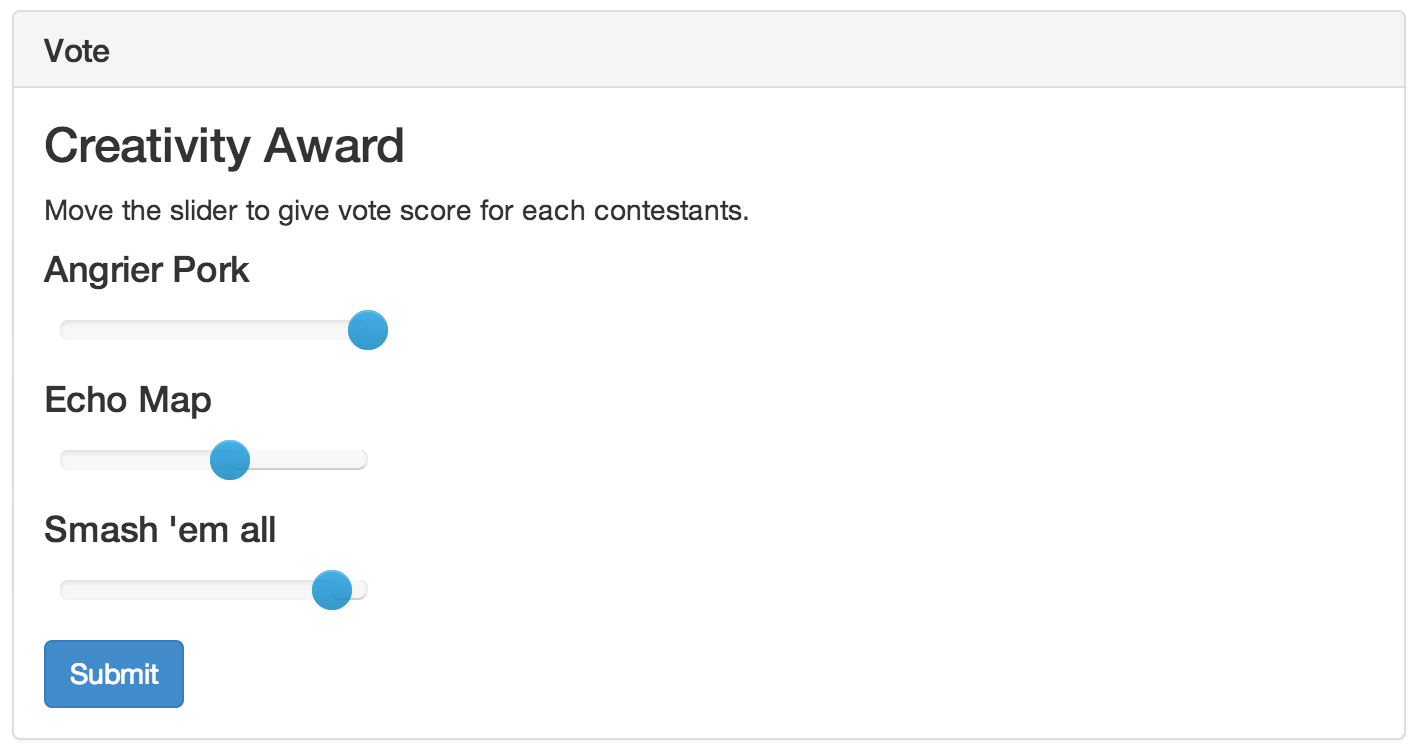 Vote
Creativity Award
Move the slider to give vote score for each contestants.
Angrier Pork
Echo Map
Smash 'em all
Submit